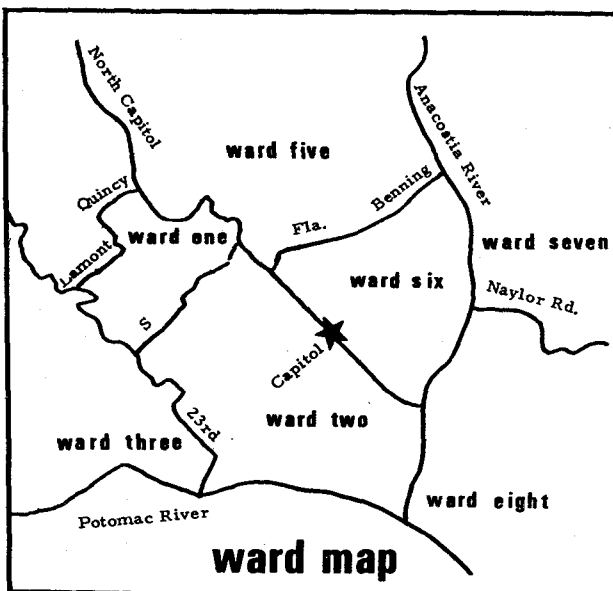 North Capitol
Anacostia River
ward five
Quincy
Benning
Fla.
ward one
ward seven
Lamont
ward six
Naylor Rd.
S
Capitol
23rd
ward two
ward three
ward eight
Potomac River
ward map